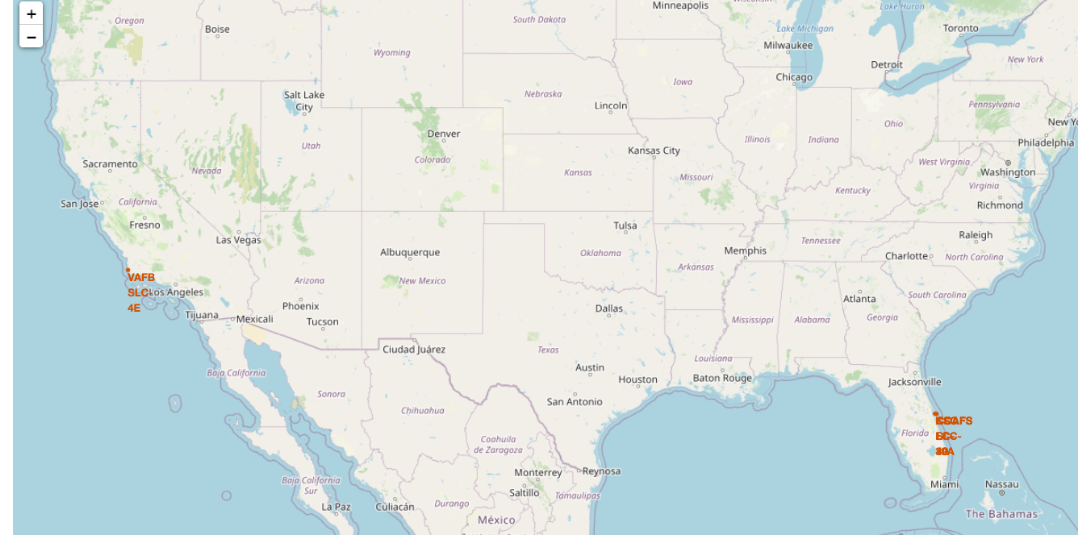 +
−
Oregon
Boise
South Dakota
Minneapolis
Lake Huron
Toronto
Lake Michigan
Wyoming
Milwaukee
Detroit
New York
Chicago
Salt Lake
City
Nebraska
Iowa
Lincoln
Pennsylvania
New Yo
Denver
Utah
Illinois
Indiana
Ohio
Philadelphia
Sacramento
Nevada
Colorado
Kansas City
Kansas
Missouri
West Virginia
Washington
San Jose
California
Kentucky
Virginia
Richmond
Fresno
Las Vegas
Tulsa
Raleigh
Albuquerque
Oklahoma
Memphis
Tennessee
Charlotte
North Carolina
VAFB
SLC-
4E
Los Angeles
Arizona
New Mexico
Arkansas
Phoenix
Atlanta
South Carolina
Tijuana
Mexicali
Tucson
Dallas
Mississippi
Alabama
Georgia
Ciudad Juárez
Texas
Louisiana
Baja California
Austin
Houston
Baton Rouge
Jacksonville
Sonora
San Antonio
Chihuahua
Florida
Coahuila
de Zaragoza
Baja California
Sur
Monterrey
Reynosa
Miami
Nassau
La Paz
Culiacán
Durango
Saltillo
Tamaulipas
The Bahamas
México